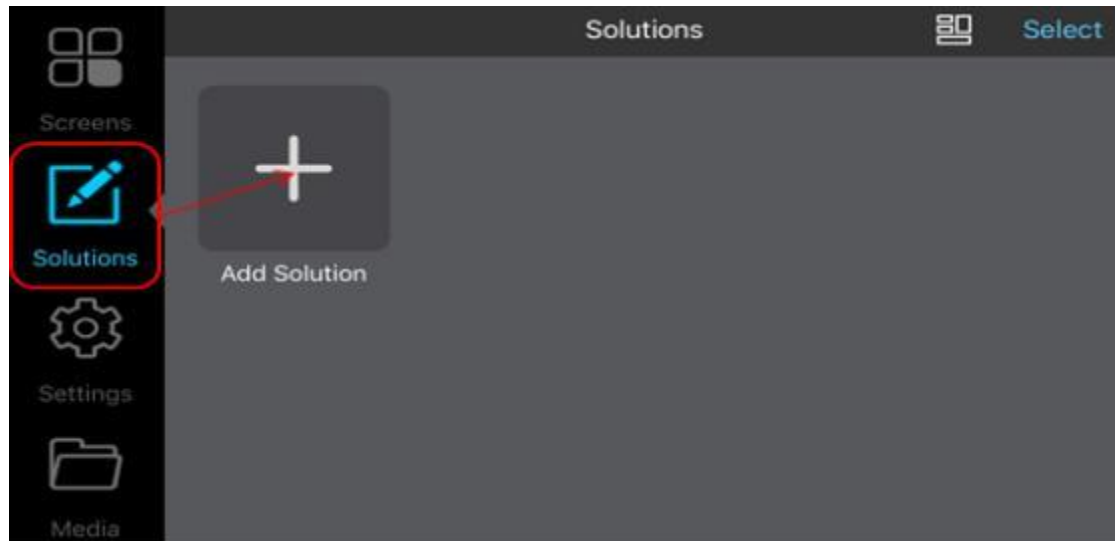 Solutions
Select
Screens
Solutions
Add Solution
Settings
Media